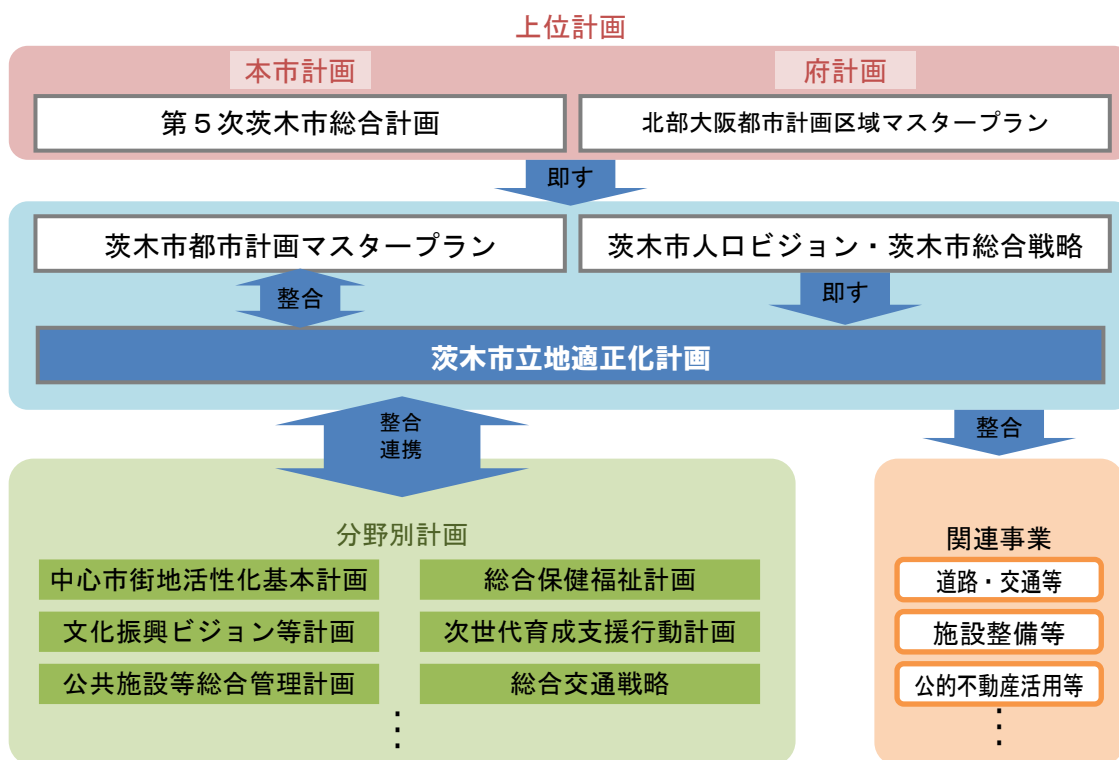 上位計画
本市計画
府計画
第5次茨木市総合計画
北部大阪都市計画区域マスタープラン
即す
茨木市都市計画マスタープラン
茨木市人口ビジョン・茨木市総合戦略
整合
即す
茨木市立地適正化計画
整合
連携
整合
分野別計画
中心市街地活性化基本計画
総合保健福祉計画
文化振興ビジョン等計画
次世代育成支援行動計画
公共施設等総合管理計画
総合交通戦略
⋮
関連事業
道路・交通等
施設整備等
公的不動産活用等
⋮